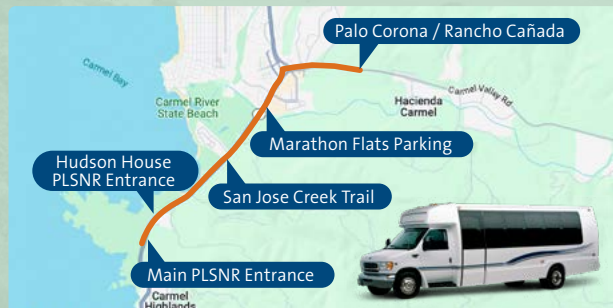 Palo Corona / Rancho Cañada
Carmel Bay
Carmel Valley Rd
Carmel River
State Beach
Hacienda
Carmel
Marathon Flats Parking
Hudson House
PLSNR Entrance
San Jose Creek Trail
Main PLSNR Entrance
Carmel
Highlands